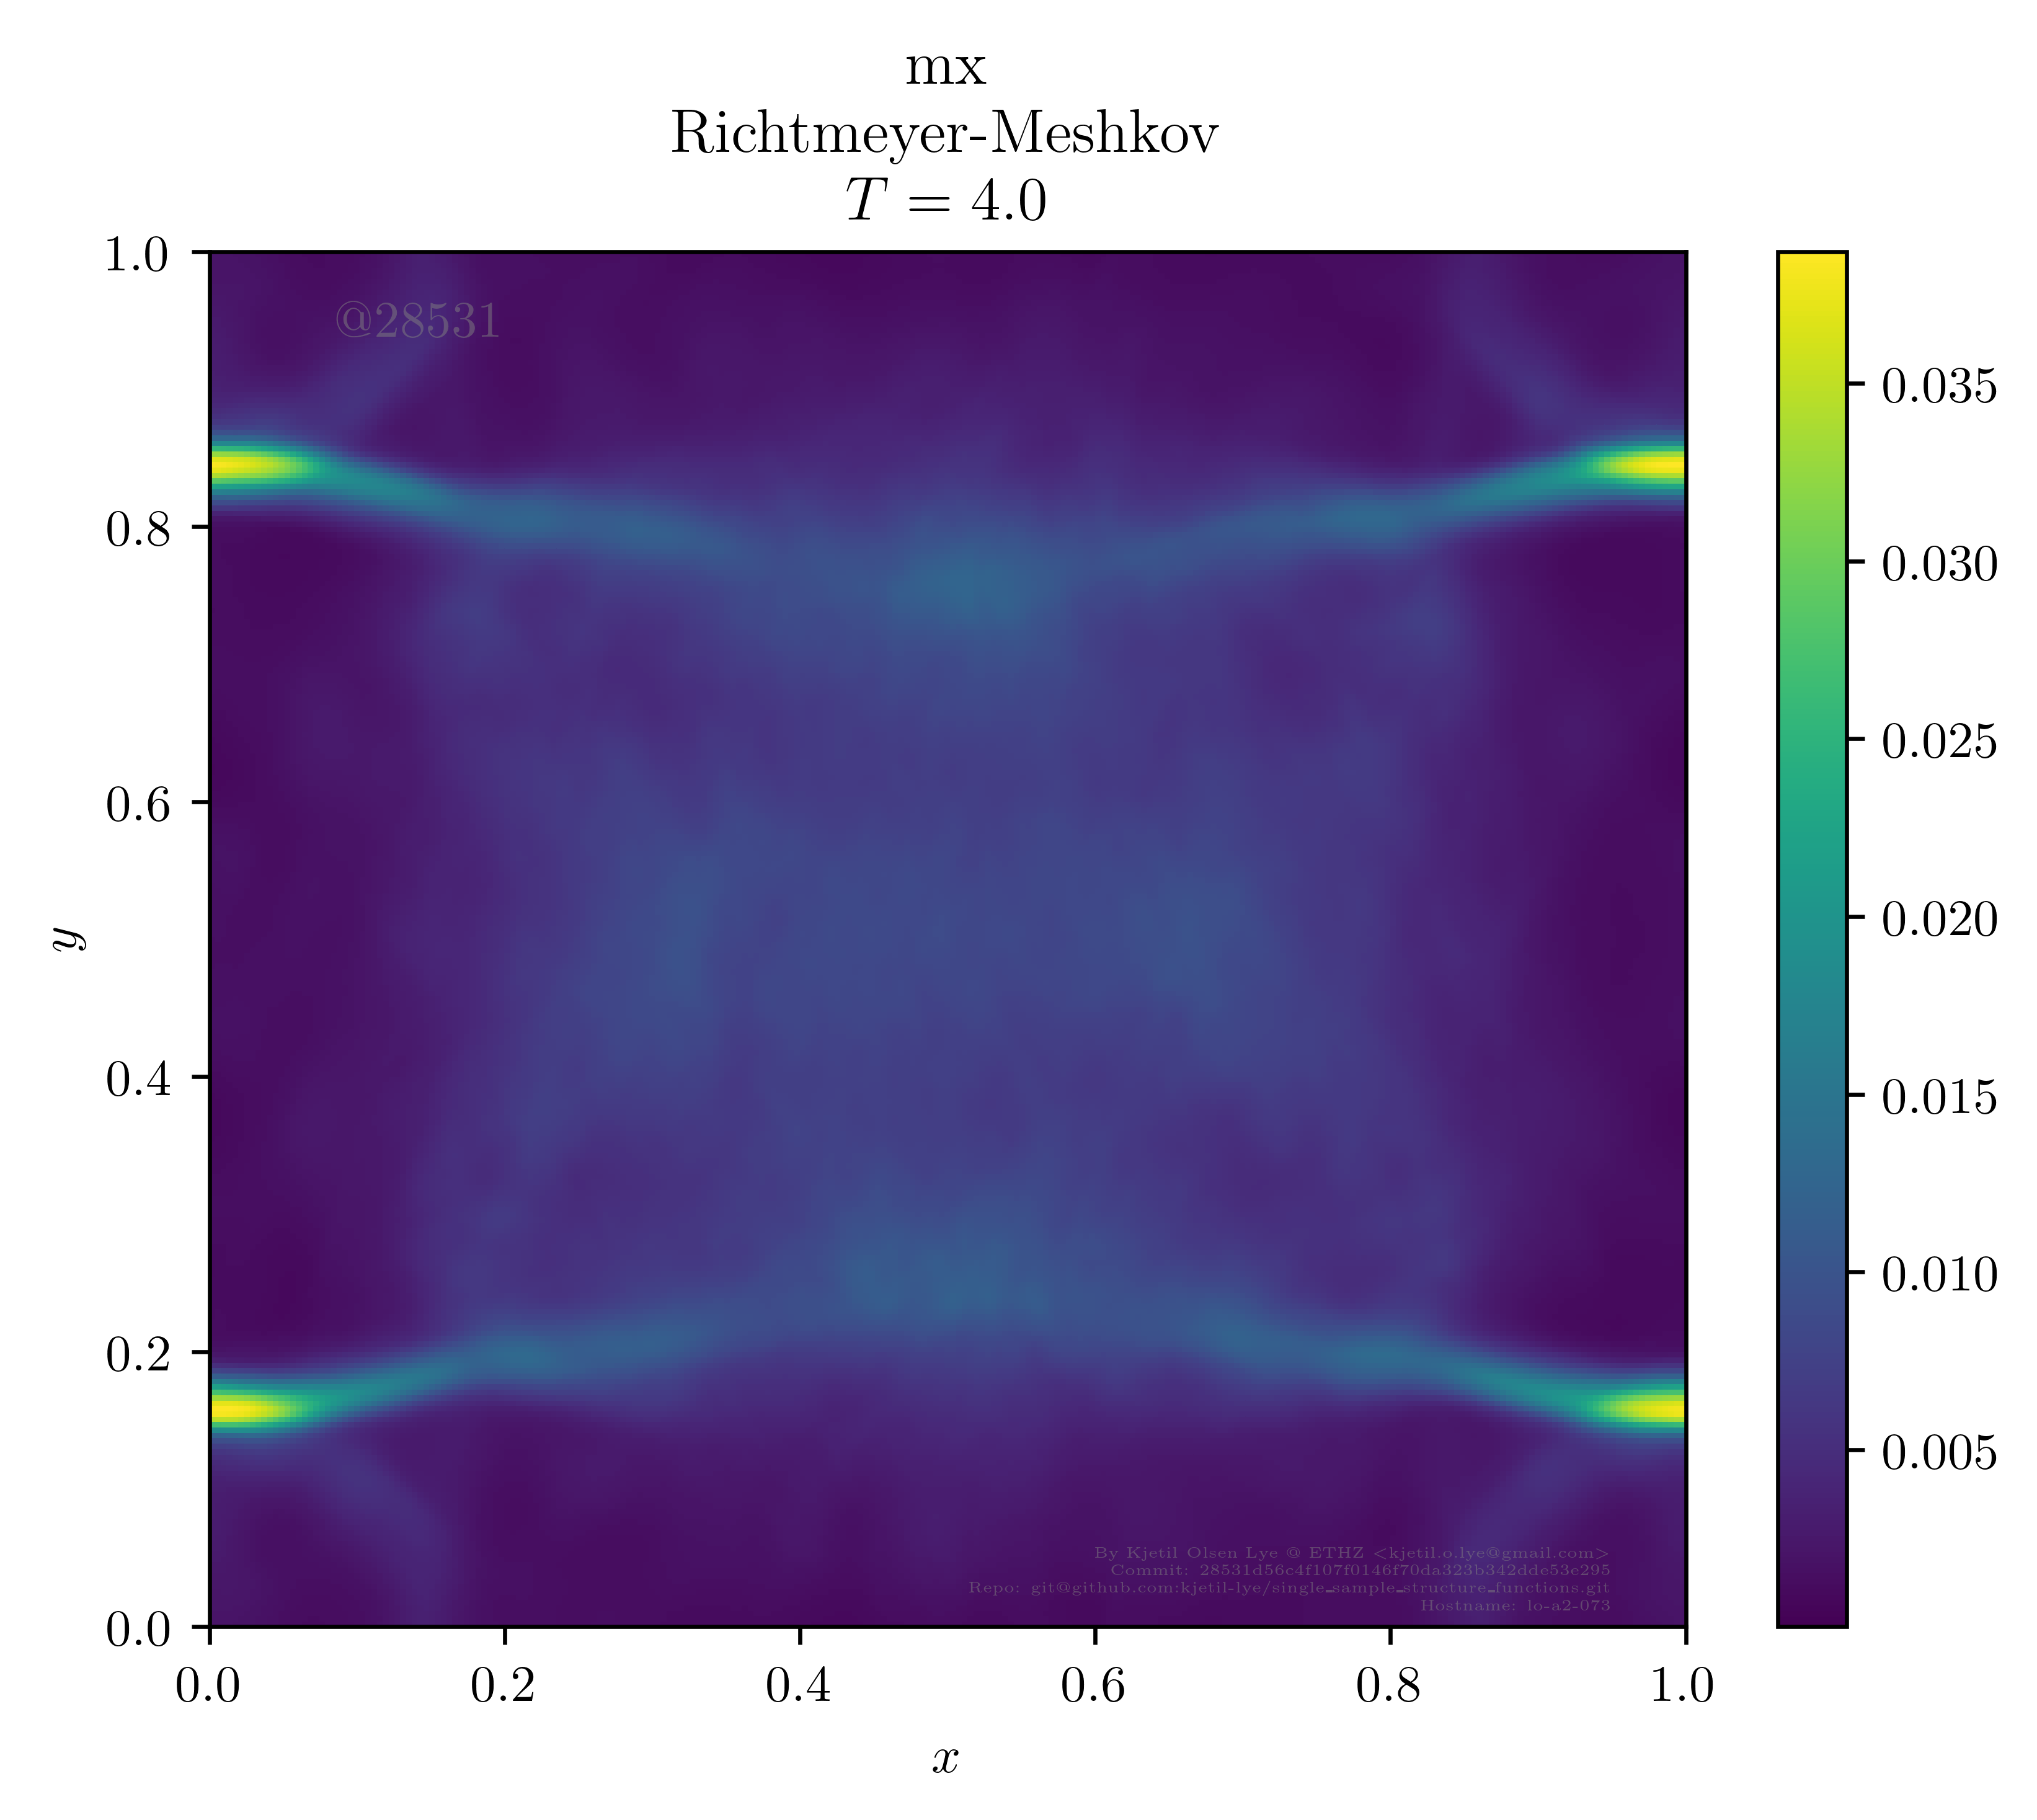 mx
Richtmeyer-Meshkov
T = 4.0
1.0
@28531
0.8
0.6
0.4
0.2
0.0
y
0.035
0.030
0.025
0.020
0.015
0.010
0.005
By Kjetil Olsen Lye @ ETHZ <kjetil.o.lye@gmail.com>
Commit: 28531d56c4f107f0146f70da323b342dde53e295
Repo: git@github.com:kjetil-lye/single_sample_structure_functions.git
Hostname: lo-a2-073
0.0 0.2 0.4 0.6 0.8 1.0
x